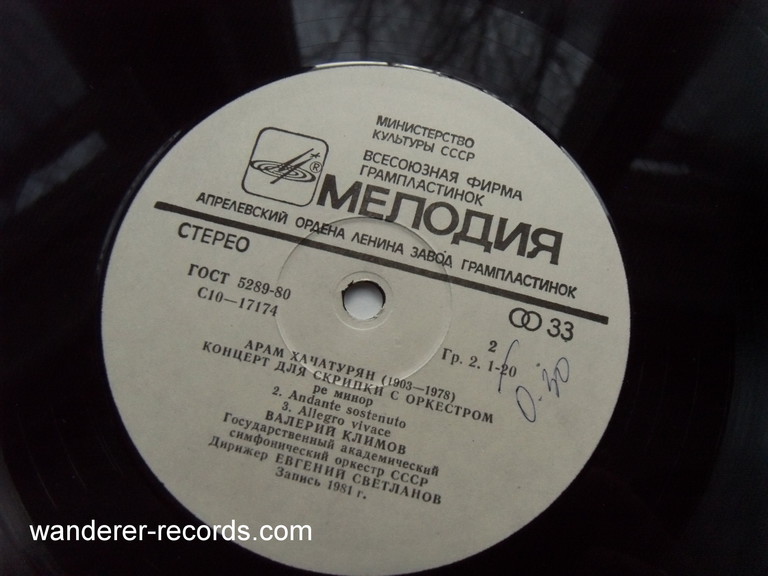 МИНИСТЕРСТВО
КУЛЬТУРЫ СССР
ВСЕСОЮЗНАЯ ФИРМА
ГРАМПЛАСТИНОК
®
МЕЛОДИЯ
АПРЕЛЕВСКИЙ ОРДЕНА ЛЕНИНА ЗАВОД ГРАМПЛАСТИНОК
СТЕРЕО
33
ГОСТ 5289-80
С10—17174
2
Гр. 2. 1-20
0-30
АРАМ ХАЧАТУРЯН (1903—1978)
КОНЦЕРТ ДЛЯ СКРИПКИ С ОРКЕСТРОМ
ре минор
2. Andante sostenuto
3. Allegro vivace
ВАЛЕРИЙ КЛИМОВ
Государственный академический
симфонический оркестр СССР
Дирижер ЕВГЕНИЙ СВЕТЛАНОВ
Запись 1981 г.
wanderer-records.com